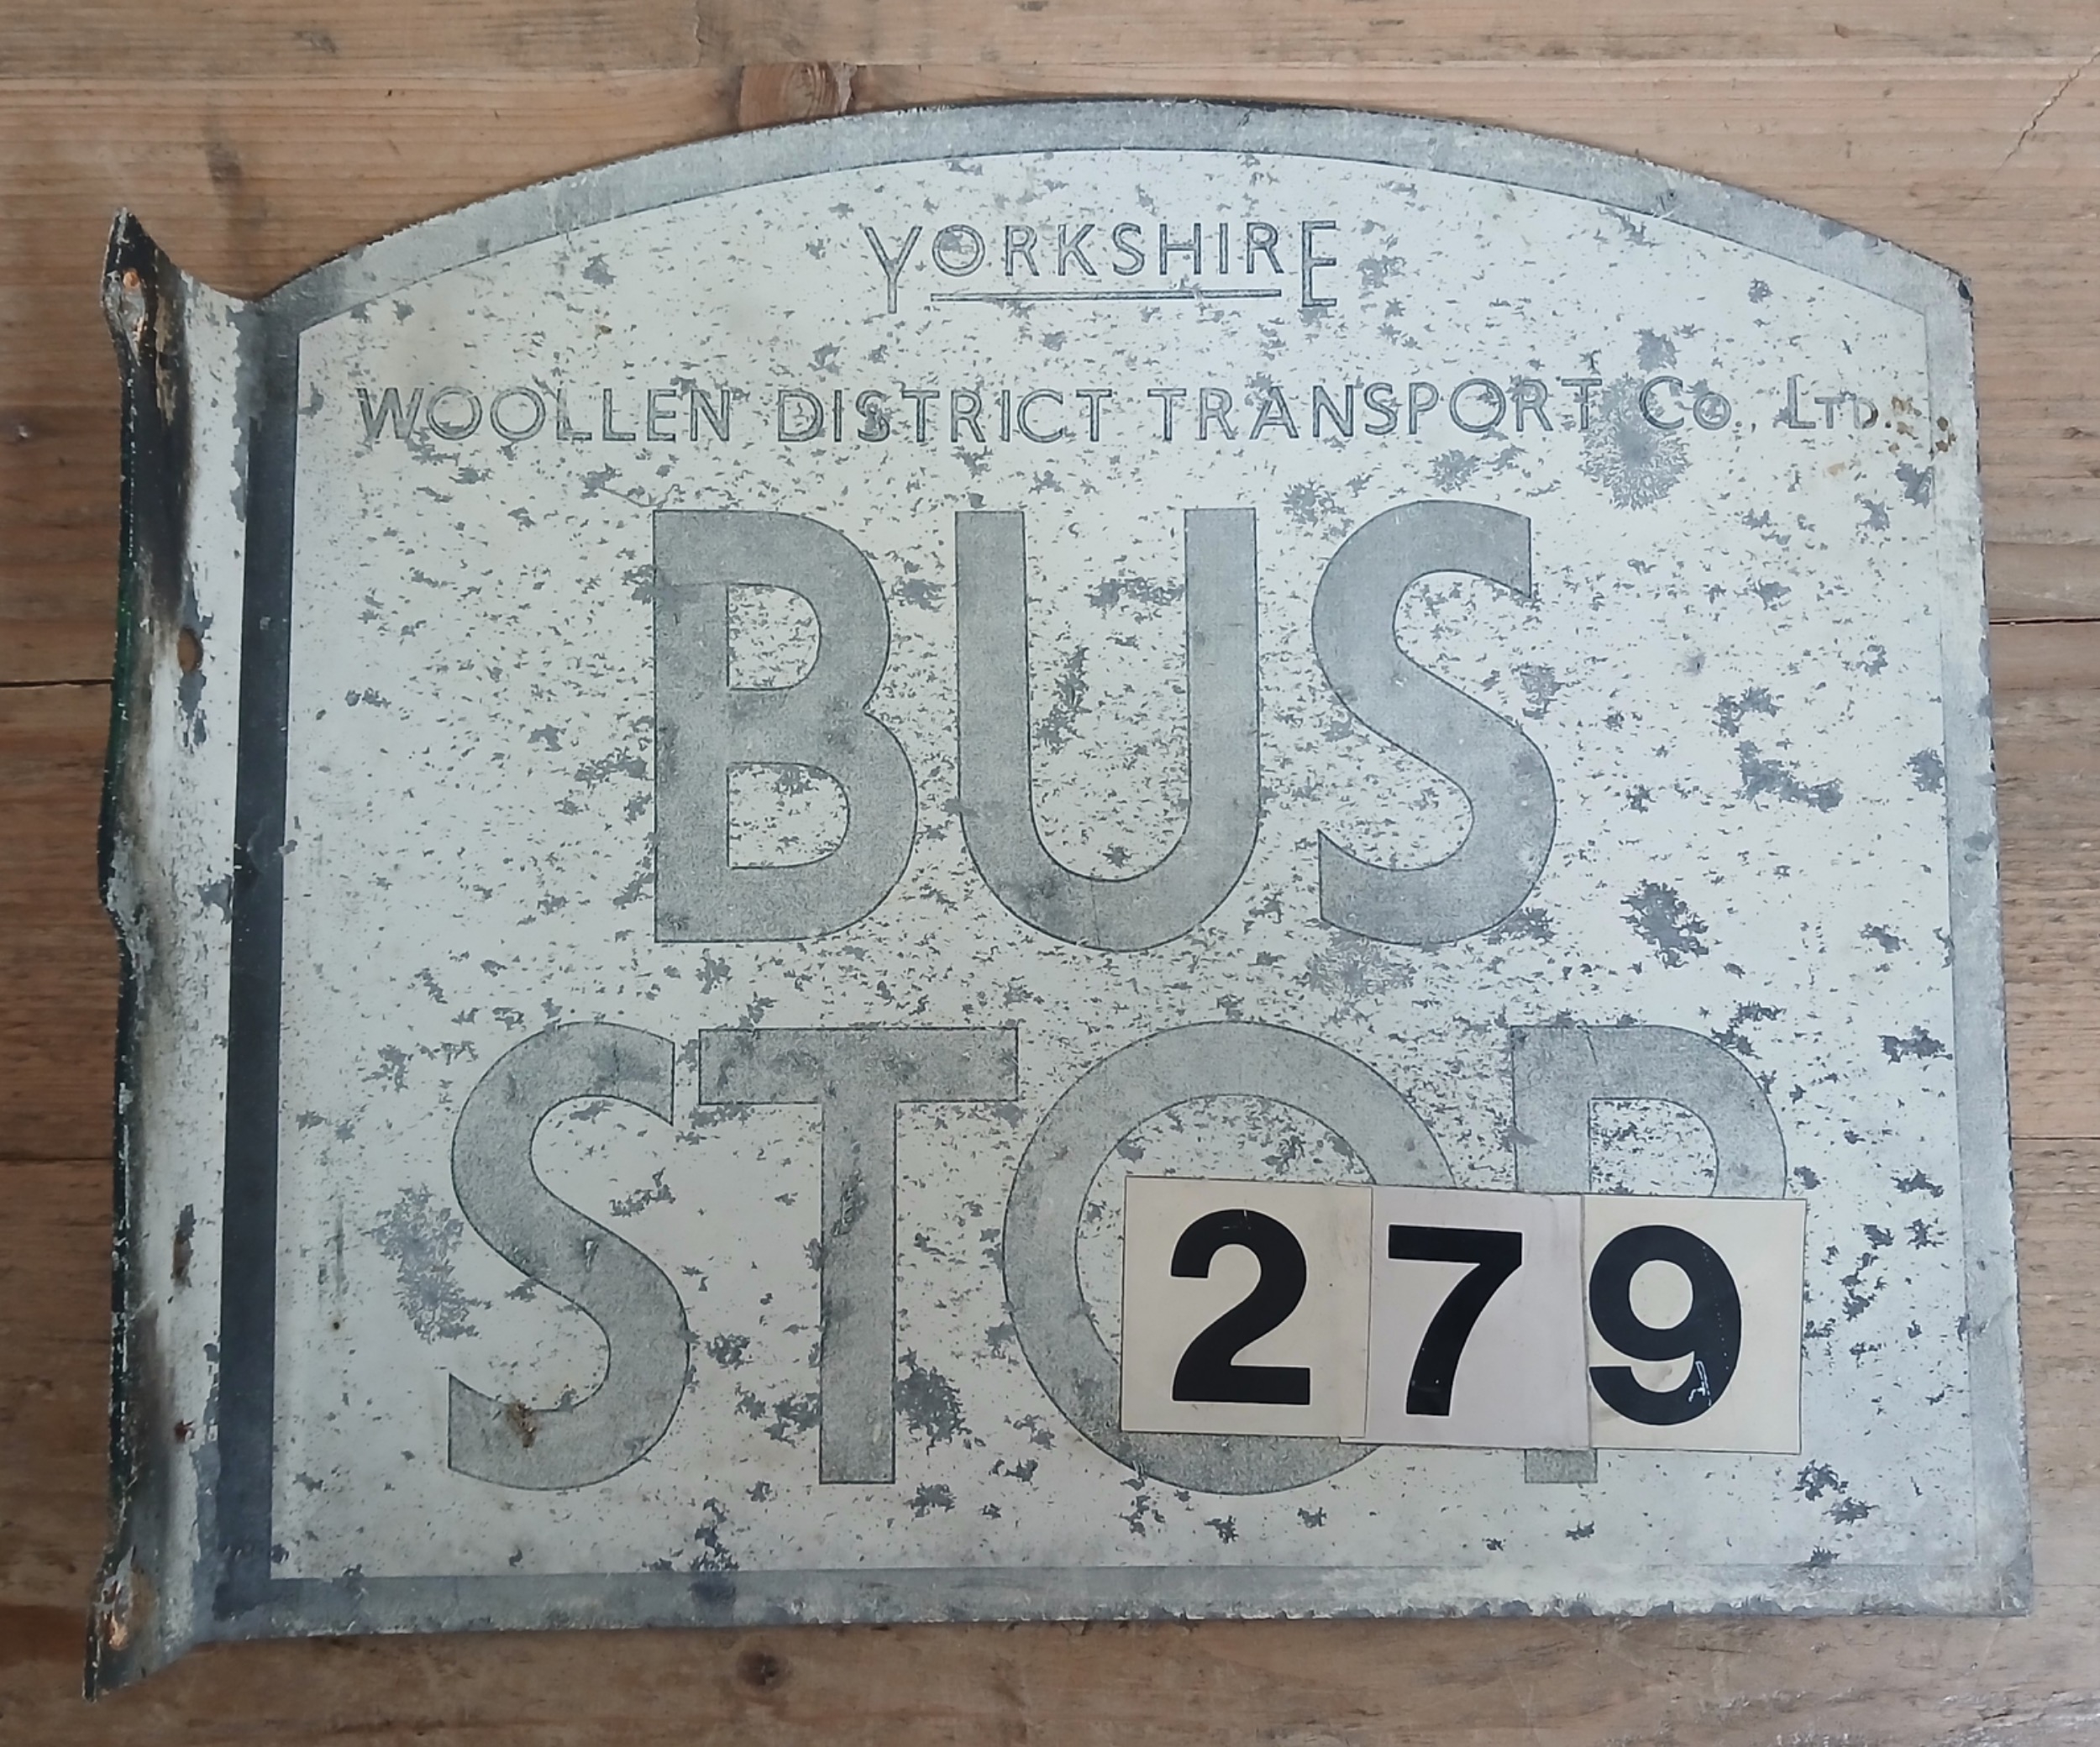 YORKSHIRE
WOOLLEN DISTRICT TRANSPORT Co., LTD.
BUS
STOP
279